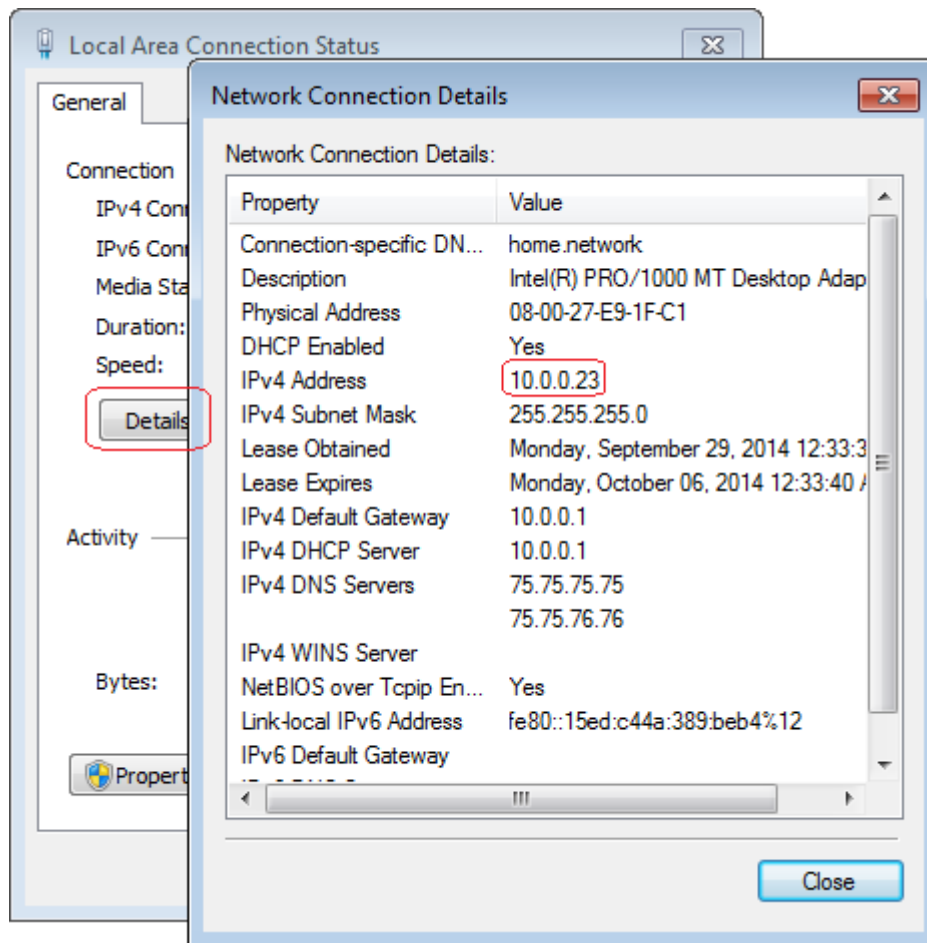 Local Area Connection Status
General
Connection
IPv4
IPv6
Media
Duration:
Speed:
Details
Activity
Bytes:
Network Connection Details
Network Connection Details:
Property Value
Connection-specific DN... home.network
Description Intel(R) PRO/1000 MT Desktop Adap
Physical Address 08-00-27-E9-1F-C1
DHCP Enabled Yes
IPv4 Address 10.0.0.23
IPv4 Subnet Mask 255.255.255.0
Lease Obtained Monday, September 29, 2014 12:33:3
Lease Expires Monday, October 06, 2014 12:33:40
IPv4 Default Gateway 10.0.0.1
IPv4 DHCP Server 10.0.0.1
IPv4 DNS Servers 75.75.75.75
75.75.76.76
IPv4 WINS Server
NetBIOS over Tcpip En... Yes
Link-local IPv6 Address fe80::15ed:c44a:389:beb4%12
IPv6 Default Gateway
Close